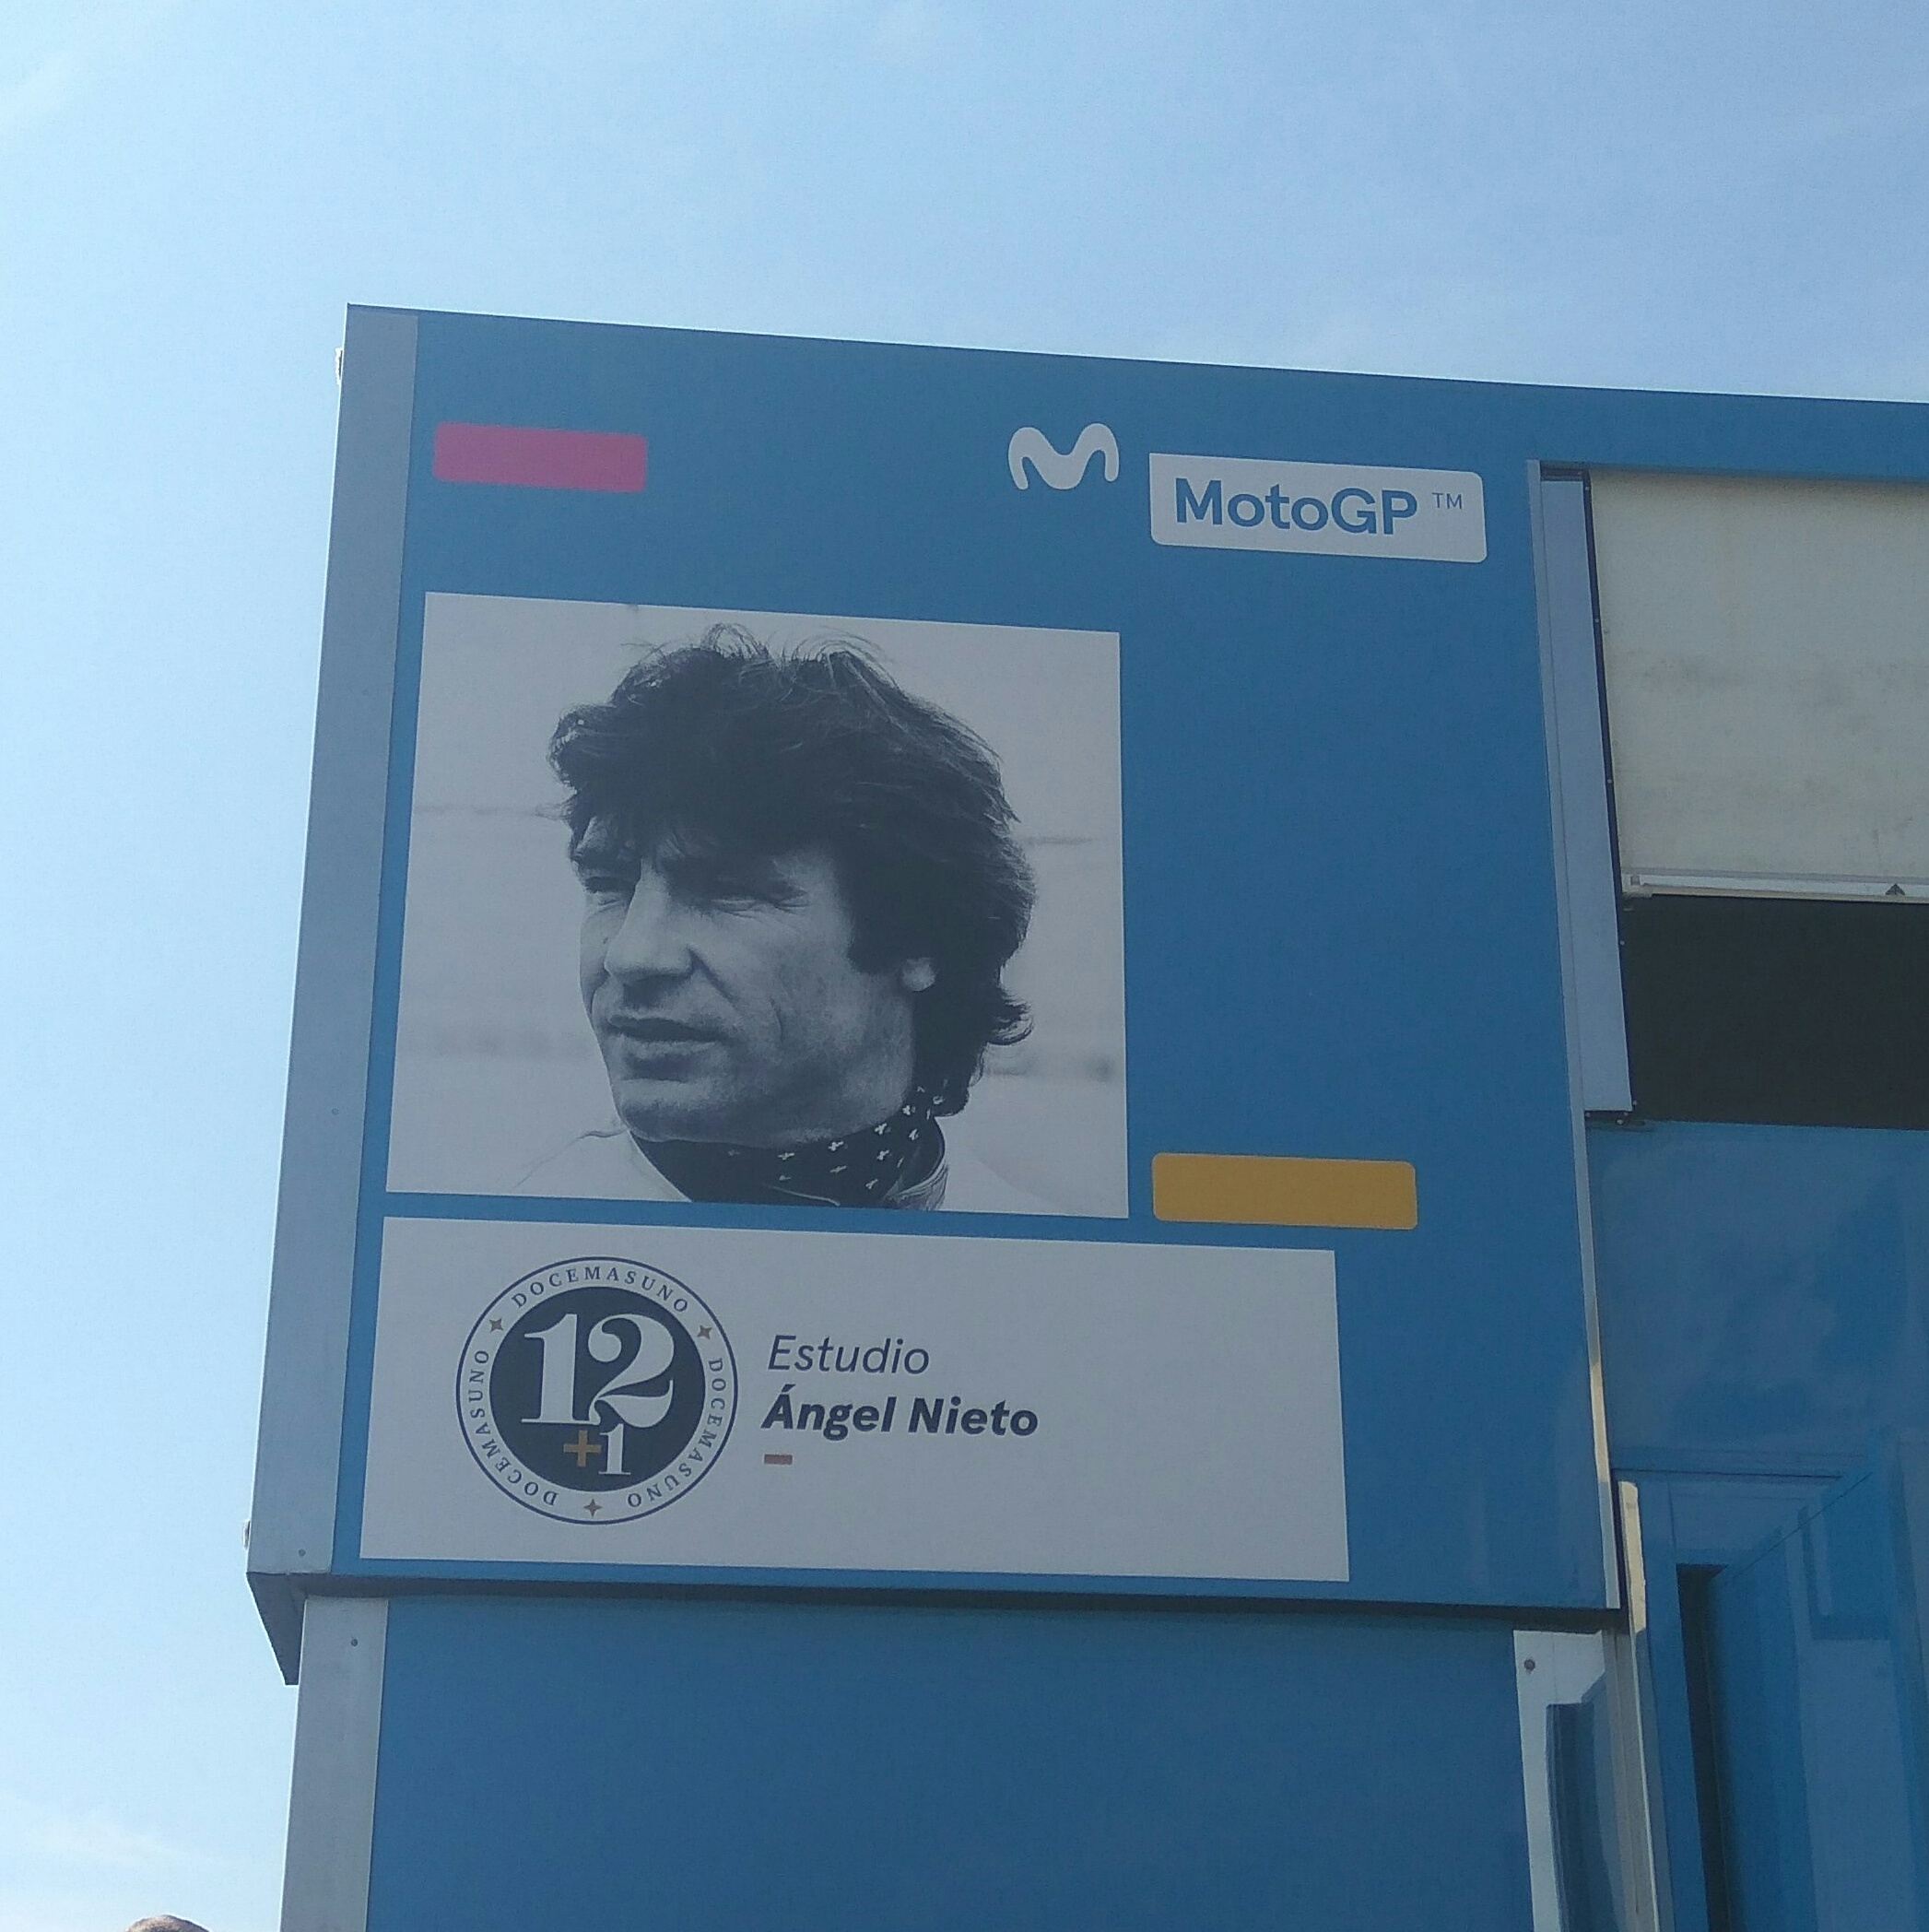 MotoGP™
DOCEMASUNO
DOCEMASUNO
DOCEMASUNO
12
+1
Estudio
Ángel Nieto